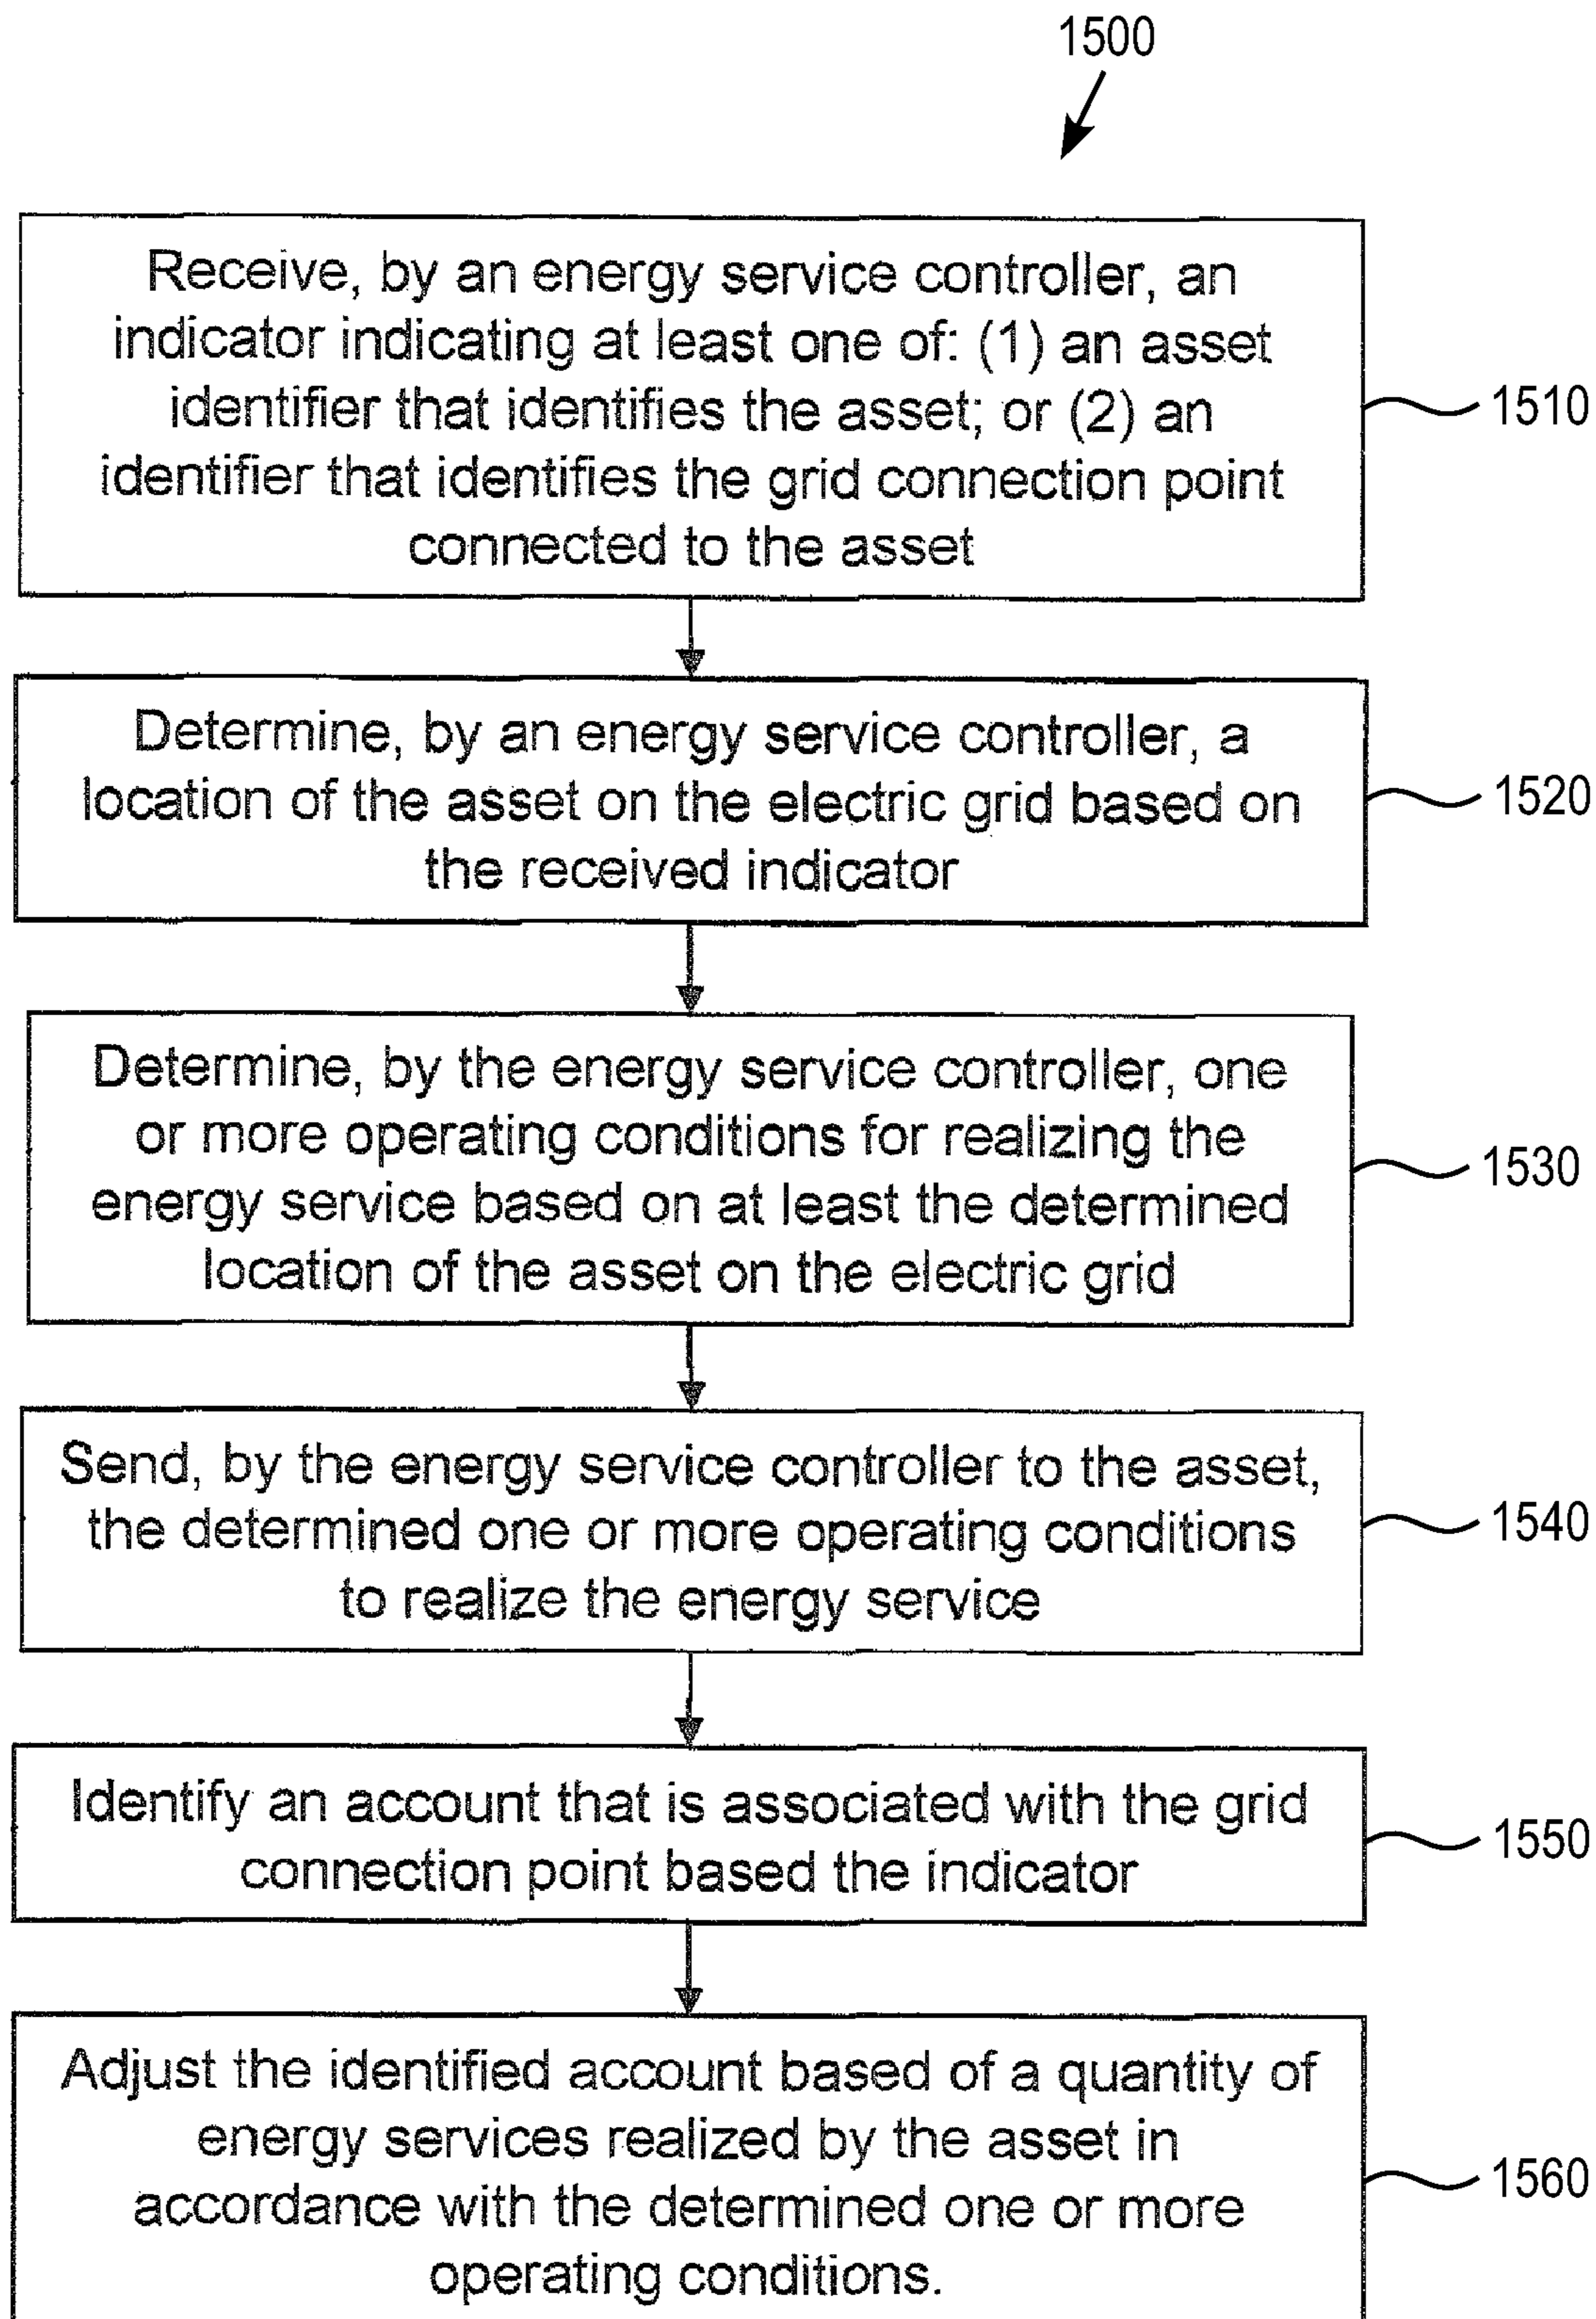 1500
Receive, by an energy service controller, an
indicator indicating at least one of: (1) an asset
identifier that identifies the asset; or (2) an
identifier that identifies the grid connection point
connected to the asset
1510
Determine, by an energy service controller, a
location of the asset on the electric grid based on
the received indicator
1520
Determine, by the energy service controller, one
or more operating conditions for realizing the
energy service based on at least the determined
location of the asset on the electric grid
1530
Send, by the energy service controller to the asset,
the determined one or more operating conditions
to realize the energy service
1540
Identify an account that is associated with the grid
connection point based the indicator
1550
Adjust the identified account based of a quantity of
energy services realized by the asset in
accordance with the determined one or more
operating conditions.
1560